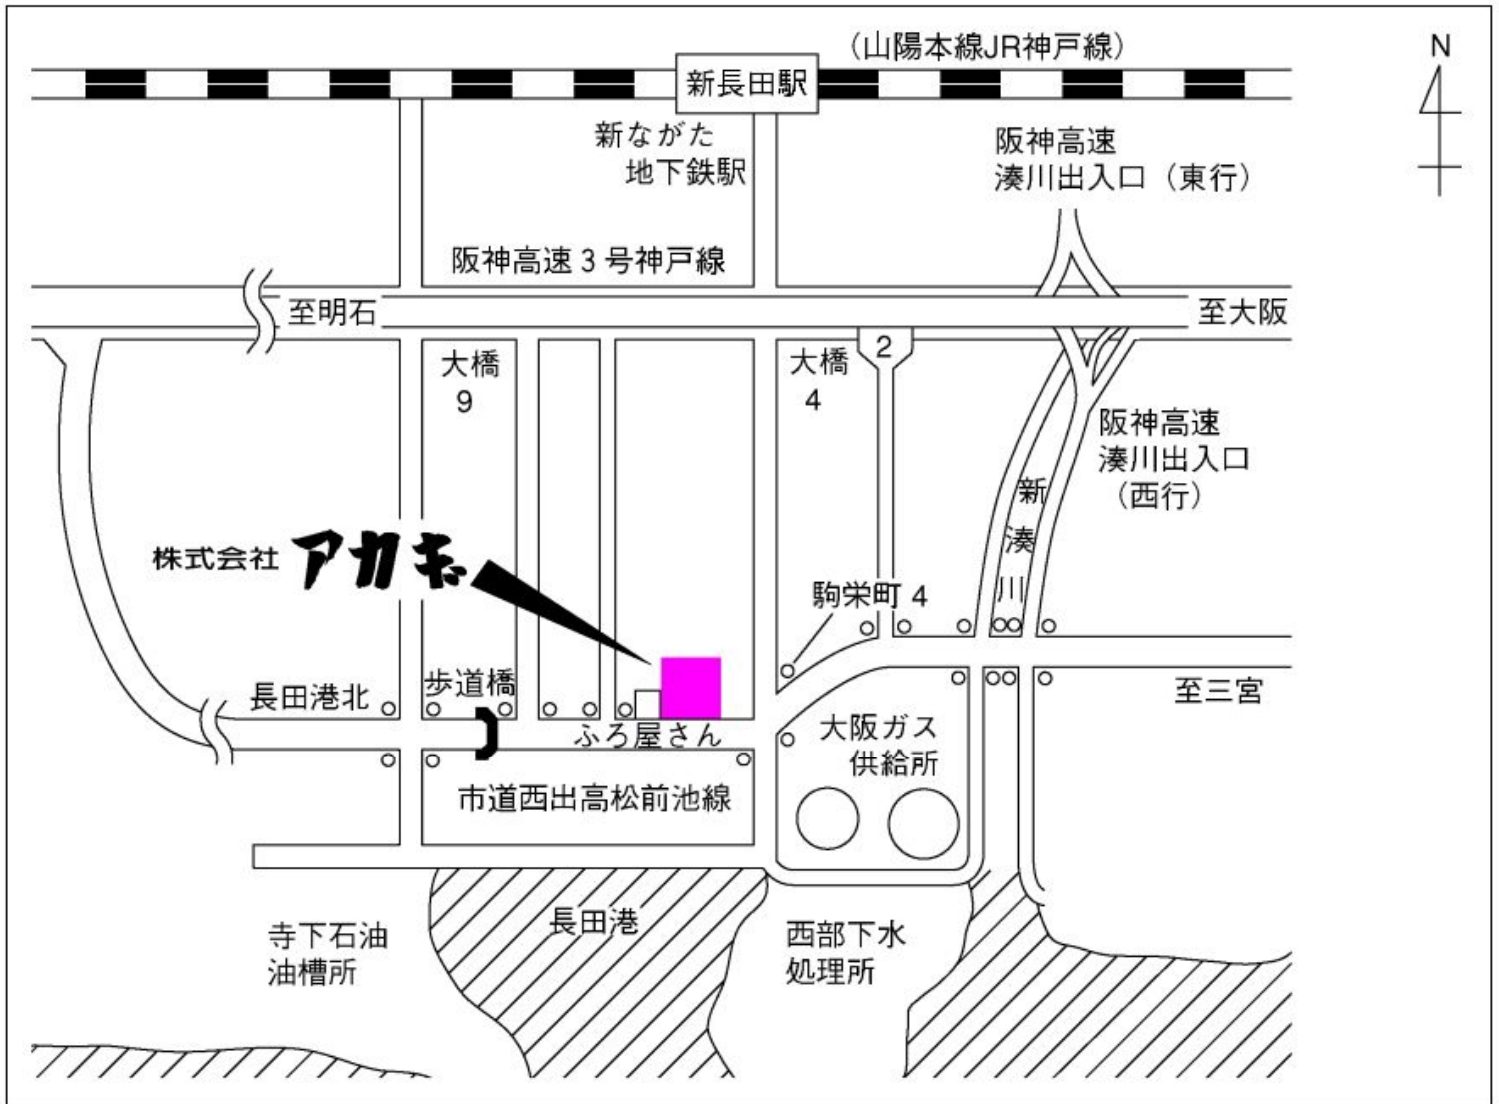 （山陽本線JR神戸線）
N
新長田駅
新ながた
地下鉄駅
阪神高速
湊川出入口（東行）
阪神高速３号神戸線
至明石
至大阪
大橋
9
大橋
4
2
阪神高速
湊川出入口
（西行）
新
湊
川
株式会社 アカギ
駒栄町 4
歩道橋
長田港北
至三宮
ふろ屋さん
大阪ガス
供給所
市道西出高松前池線
長田港
寺下石油
油槽所
西部下水
処理所